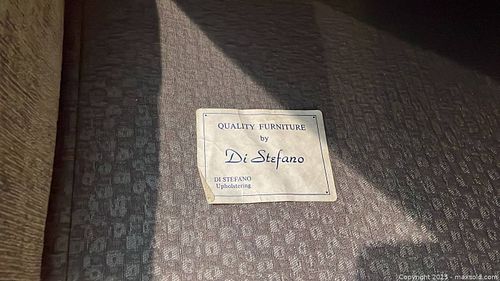 QUALITY FURNITURE
by
Di Stefano
DI STEFANO
Upholstering
Copyright 2025 - maxsold.com